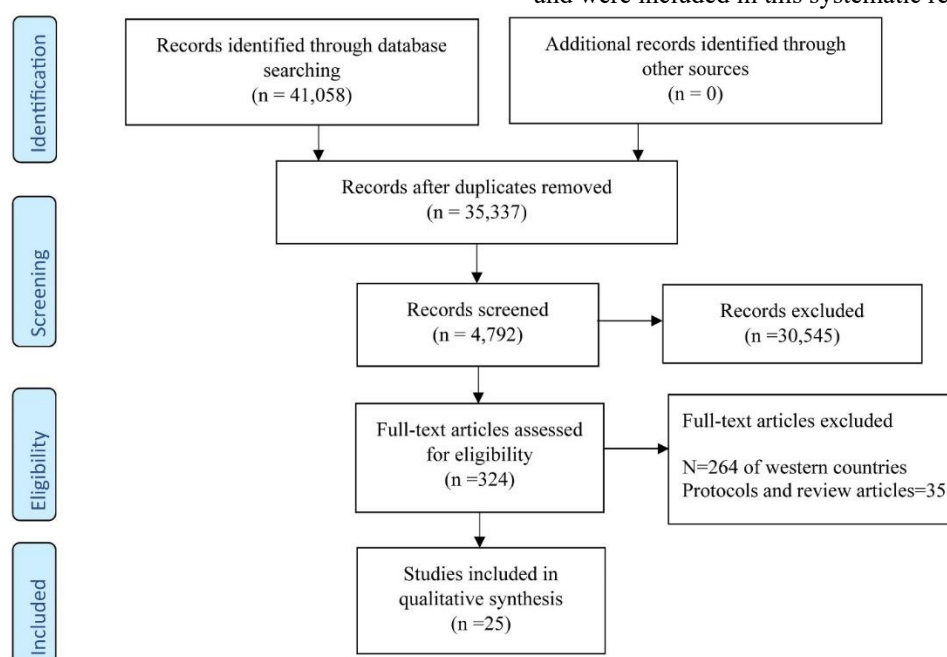 and were included in this systematic re
Identification
Records identified through database
searching
(n = 41,058)
Additional records identified through
other sources
(n = 0)
Records after duplicates removed
(n = 35,337)
Screening
Records screened
(n = 4,792)
Records excluded
(n =30,545)
Eligibility
Full-text articles assessed
for eligibility
(n =324)
Full-text articles excluded
N=264 of western countries
Protocols and review articles=35
Included
Studies included in
qualitative synthesis
(n =25)